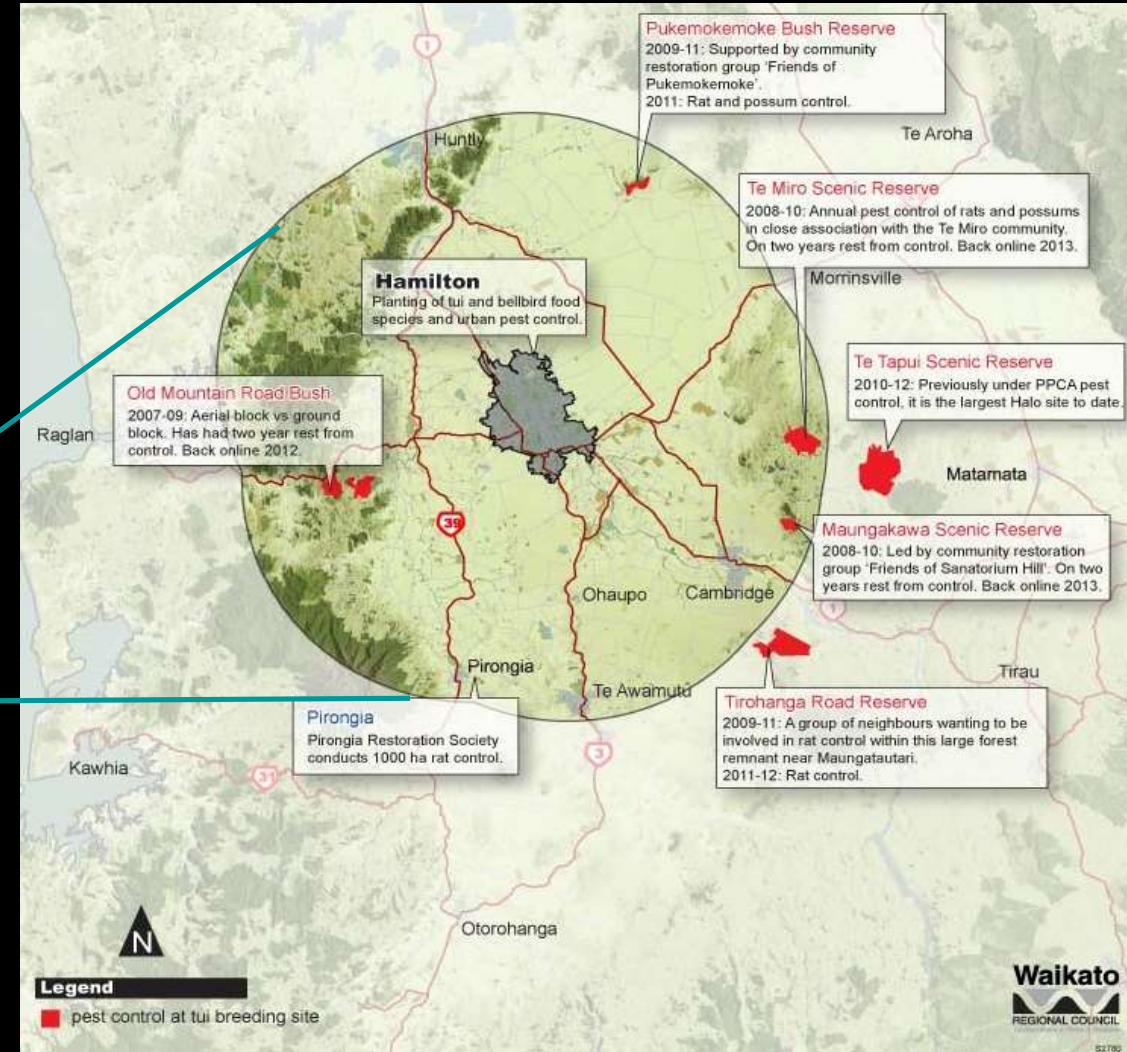 Pukemokemoke Bush Reserve
2009-11: Supported by community
restoration group 'Friends of
Pukemokemoke'.
2011: Rat and possum control.
1
Te Aroha
Huntly
Te Miro Scenic Reserve
2008-10: Annual pest control of rats and possums
in close association with the Te Miro community.
On two years rest from control. Back online 2013.
Morrinsville
Hamilton
Planting of tui and bellbird food
species and urban pest control.
Te Tapui Scenic Reserve
2010-12: Previously under PPCA pest
control, it is the largest Halo site to date.
Old Mountain Road Bush
2007-09: Aerial block vs ground
block. Has had two year rest from
control. Back online 2012.
Raglan
Matamata
39
Maungakawa Scenic Reserve
2008-10: Led by community restoration
group 'Friends of Sanatorium Hill'. On two
years rest from control. Back online 2013.
Ohaupo
Cambridge
1
Pirongia
Te Awamutu
Tirau
Tirohanga Road Reserve
2009-11: A group of neighbours wanting to be
involved in rat control within this large forest
remnant near Maungatautari.
2011-12: Rat control.
Pirongia
Pirongia Restoration Society
conducts 1000 ha rat control.
3
Kawhia
31
Otorohanga
N
Legend
pest control at tui breeding site
Waikato
REGIONAL COUNCIL